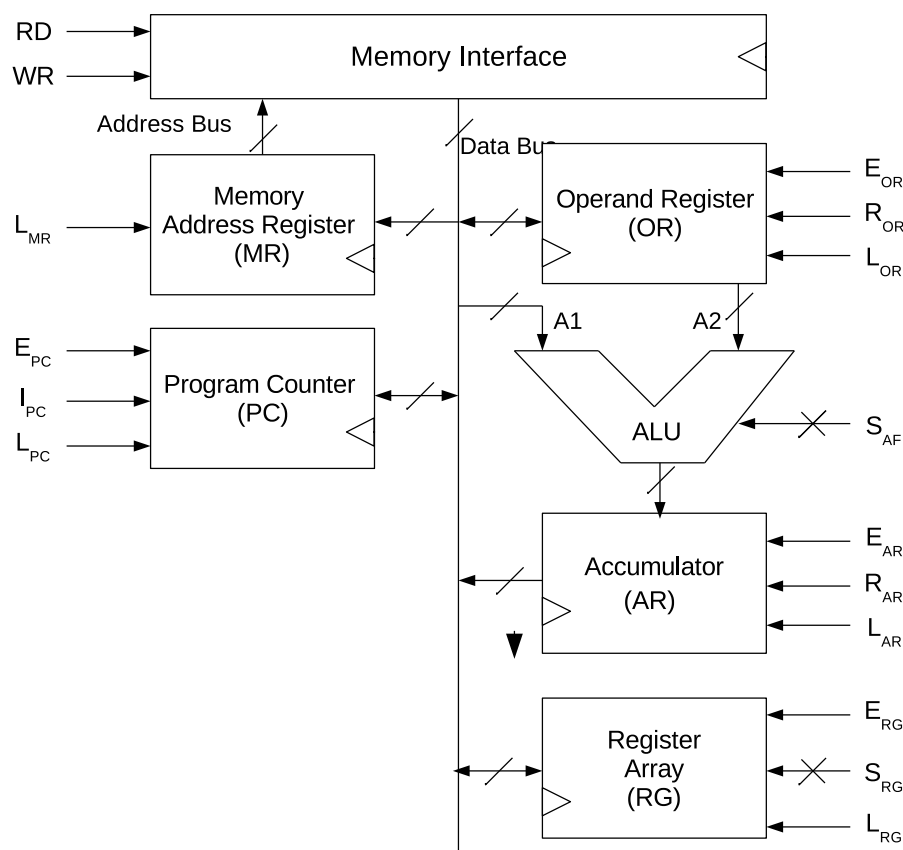 RD
WR
Memory Interface
Address Bus
Data Bus
Memory
Address Register
(MR)
L_MR
Operand Register
(OR)
E_OR
R_OR
L_OR
A1
A2
E_PC
I_PC
L_PC
Program Counter
(PC)
ALU
S_AF
Accumulator
(AR)
E_AR
R_AR
L_AR
Register
Array
(RG)
E_RG
S_RG
L_RG